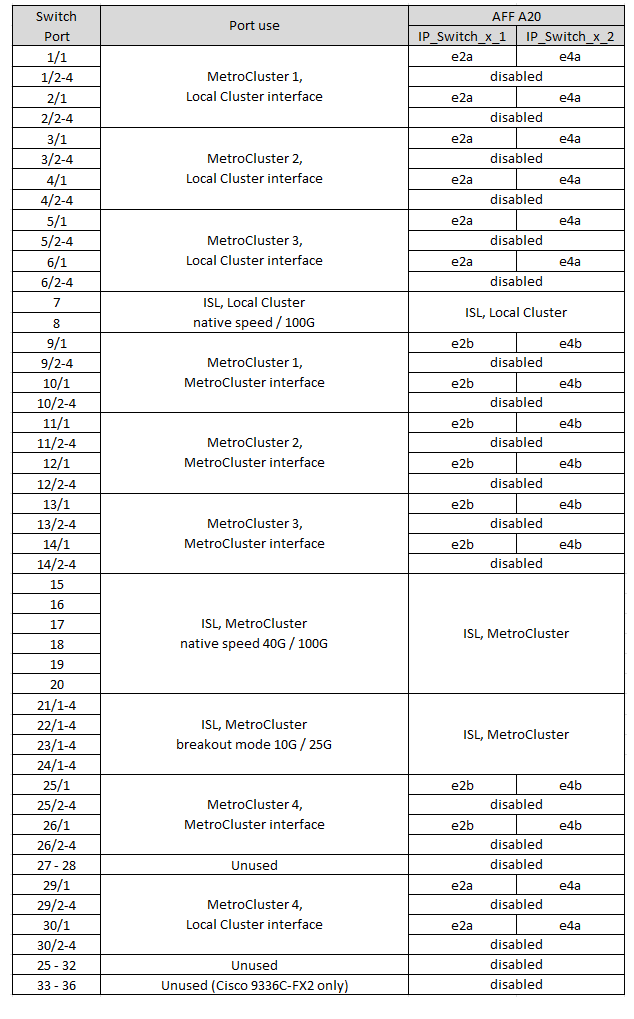 Switch Port | Port use | AFF A20
IP_Switch_x_1 | IP_Switch_x_2
1/1 | MetroCluster 1, Local Cluster interface | e2a | e4a
1/2-4 | disabled
2/1 | e2a | e4a
2/2-4 | disabled
3/1 | MetroCluster 2, Local Cluster interface | e2a | e4a
3/2-4 | disabled
4/1 | e2a | e4a
4/2-4 | disabled
5/1 | MetroCluster 3, Local Cluster interface | e2a | e4a
5/2-4 | disabled
6/1 | e2a | e4a
6/2-4 | disabled
7 | ISL, Local Cluster native speed / 100G | ISL, Local Cluster
8
9/1 | MetroCluster 1, MetroCluster interface | e2b | e4b
9/2-4 | disabled
10/1 | e2b | e4b
10/2-4 | disabled
11/1 | MetroCluster 2, MetroCluster interface | e2b | e4b
11/2-4 | disabled
12/1 | e2b | e4b
12/2-4 | disabled
13/1 | MetroCluster 3, MetroCluster interface | e2b | e4b
13/2-4 | disabled
14/1 | e2b | e4b
14/2-4 | disabled
15 | ISL, MetroCluster native speed 40G / 100G | ISL, MetroCluster
16
17
18
19
20
21/1-4 | ISL, MetroCluster breakout mode 10G / 25G | ISL, MetroCluster
22/1-4
23/1-4
24/1-4
25/1 | MetroCluster 4, MetroCluster interface | e2b | e4b
25/2-4 | disabled
26/1 | e2b | e4b
26/2-4 | disabled
27 - 28 | Unused | disabled
29/1 | MetroCluster 4, Local Cluster interface | e2a | e4a
29/2-4 | disabled
30/1 | e2a | e4a
30/2-4 | disabled
25 - 32 | Unused | disabled
33 - 36 | Unused (Cisco 9336C-FX2 only) | disabled